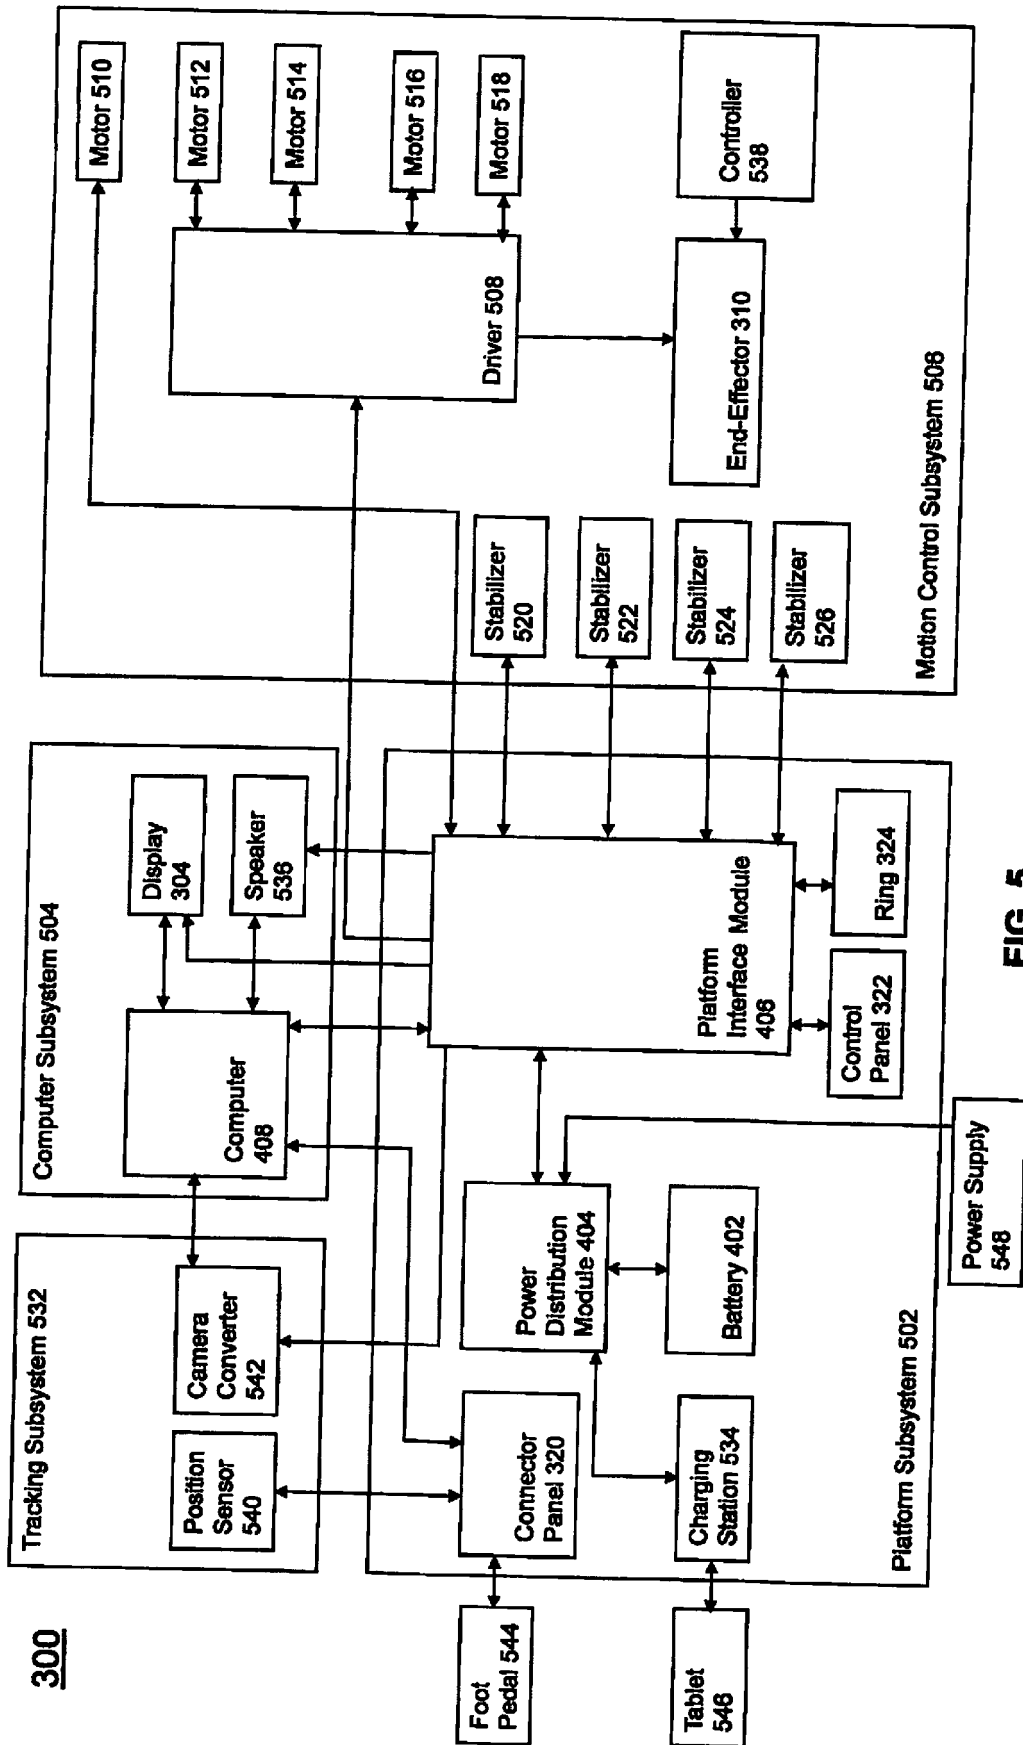 300
Tracking Subsystem 532
Position
Sensor
540
Camera
Converter
542
Computer Subsystem 504
Computer
408
Display
304
Speaker
536
Motor 510
Motor 512
Motor 514
Motor 516
Motor 518
Driver 508
Controller
538
End-Effector 310
Stabilizer
520
Stabilizer
522
Stabilizer
524
Stabilizer
526
Motion Control Subsystem 506
Foot
Pedal 544
Tablet
546
Connector
Panel 320
Charging
Station 534
Power
Distribution
Module 404
Battery 402
Platform
Interface Module
406
Control
Panel 322
Ring 324
Platform Subsystem 502
Power Supply
548
FIG. 5